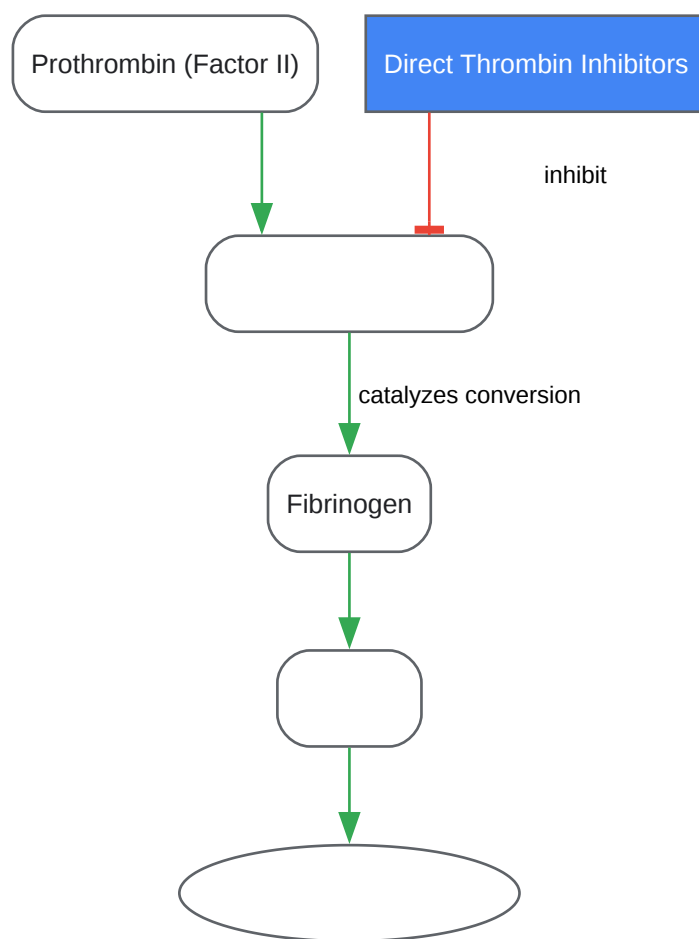 Prothrombin (Factor II)
Direct Thrombin Inhibitors
inhibit
catalyzes conversion
Fibrinogen